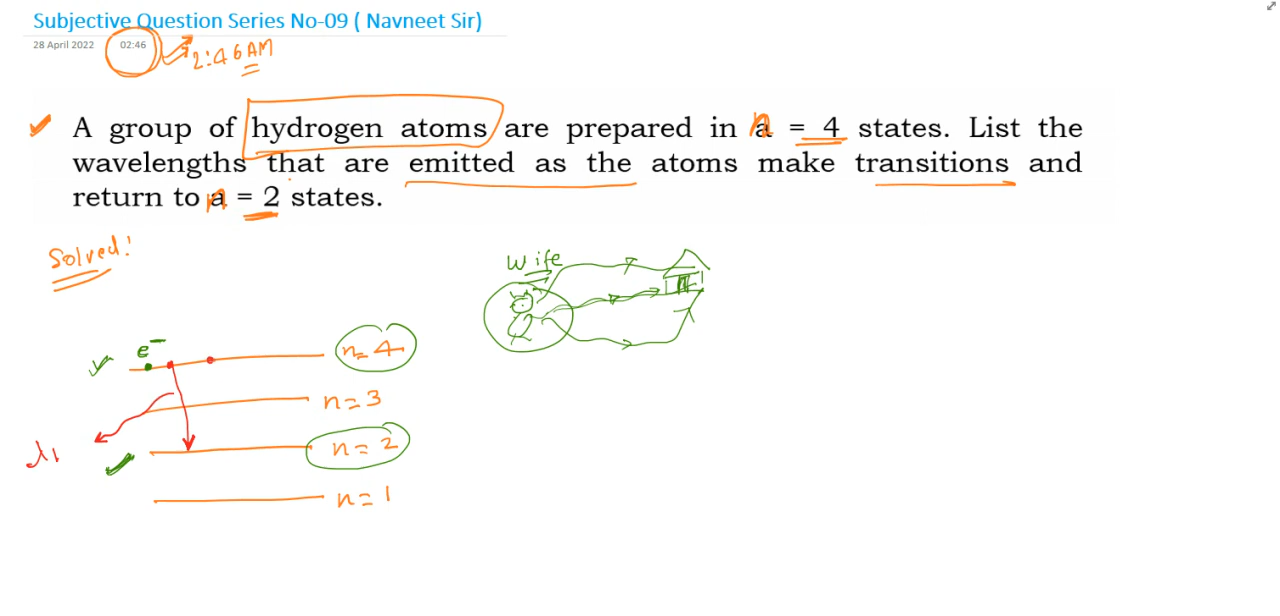 Subjective Question Series No-09 ( Navneet Sir)
28 April 2022 02:46
2:46 AM
A group of hydrogen atoms are prepared in n = 4 states. List the
wavelengths that are emitted as the atoms make transitions and
return to n = 2 states.
Solved!
Wife
e⁻
n=4
n=3
λ1
n=2
n=1